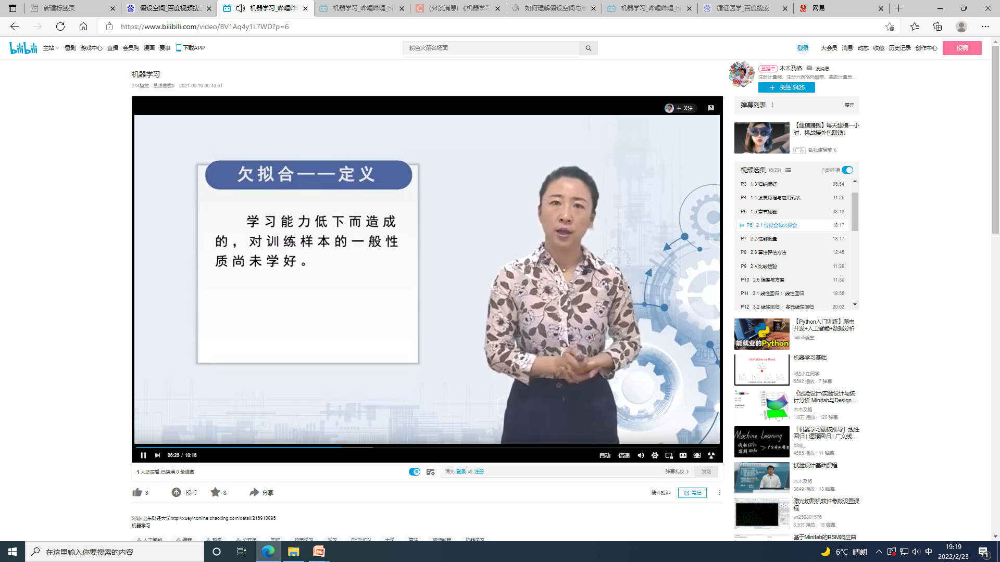 新建标签页
假设空间_百度视频搜索
机器学习_哔哩哔哩
机器学习_哔哩哔哩_bi
(54条消息) 《机器学习
如何理解假设空间与版
机器学习_哔哩哔哩_bi
循证医学_百度搜索
网易
https://www.bilibili.com/video/BV1Aq4y1L7WD?p=6
bilibili 主站 番剧 游戏中心 直播 会员购 漫画 赛事 下载APP
粉色火箭名场面
登录 大会员 消息 动态 收藏 历史记录 创作中心 投稿
机器学习
244播放 · 总弹幕数0 2021-06-19 00:43:51
直播中 木木及格 发消息
注册计量师、注册六西格玛黑带、高级计量员...
+ 关注 5425
+ 关注
欠拟合——定义
学习能力低下而造成
的，对训练样本的一般性
质尚未学好。
06:26 / 18:16
自动 倍速
1 人正在看,已装填 0 条弹幕
弹
请先 登录 或 注册
弹幕礼仪 发送
3 投币 8 分享
稿件投诉 笔记
刘慧 山东财经大学http://xueyinonline.chaoxing.com/detail/216910095
机器学习
人工智能 编程 科学 公开课 知识 校园学习 学习 PYTHON 大学 算法 视频教程 机器学习
弹幕列表 展开
【建模赚钱】每天建模一小
时，挑战接外包赚钱！
广告 戳我建模带飞
视频选集 (6/29) 自动连播
P3 1.3 归纳偏好 06:54
P4 1.4 发展历程与应用现状 11:25
P5 1.5 章节测验 08:18
P6 2.1 过拟合和欠拟合 18:17
P7 2.2 性能度量 18:17
P8 2.3 算法评估方法 12:46
P9 2.4 比较检验 11:39
P10 2.5 偏差与方差 11:39
P11 3.1 线性回归：线性回归 18:55
P12 3.2 线性回归：多元线性回归 20:02
能就业的Python
【Python入门训练】爬虫
开发+人工智能+数据分析
bilibili课堂
OvR (One vs Rest)
机器学习基础
b站小江同学
5592 播放 · 7 弹幕
《试验设计/实验设计与统
计分析 Minitab与Design...
木木及格
1.0万 播放 · 120 弹幕
Machine Learning
线性回归
逻辑回归 > 广义线性模型
「机器学习硬核推导」线性
回归 | 逻辑回归 | 广义线...
毕成_
4565 播放 · 11 弹幕
试验设计基础课程
木木及格
3849 播放 · 13 弹幕
激光切割机软件参数设置课
程
wr250801576
3.5万 播放 · 18 弹幕
基于Minitab的RSM响应曲
在这里输入你要搜索的内容
6°C 晴朗
中
19:19
2022/2/23
1